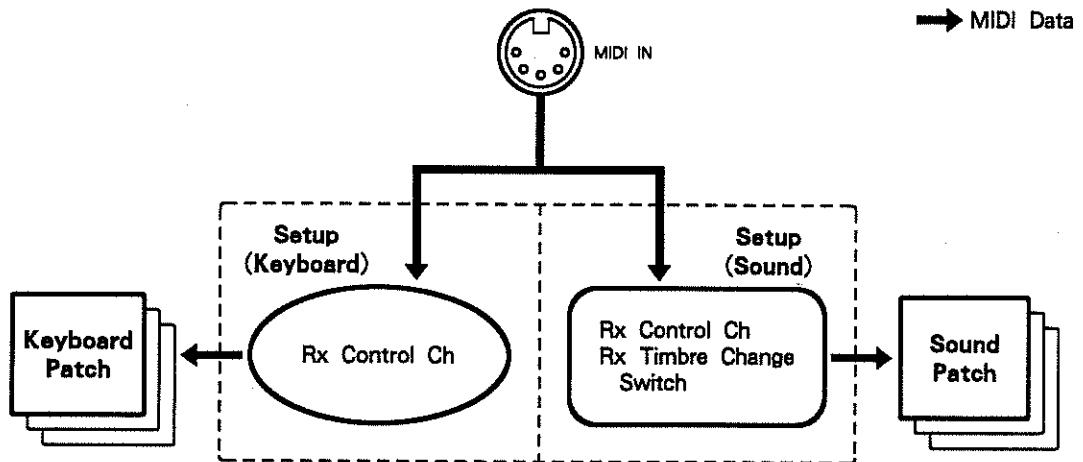 MIDI Data
MIDI IN
Setup
(Keyboard)
Setup
(Sound)
Keyboard
Patch
Rx Control Ch
Rx Control Ch
Rx Timbre Change
Switch
Sound
Patch